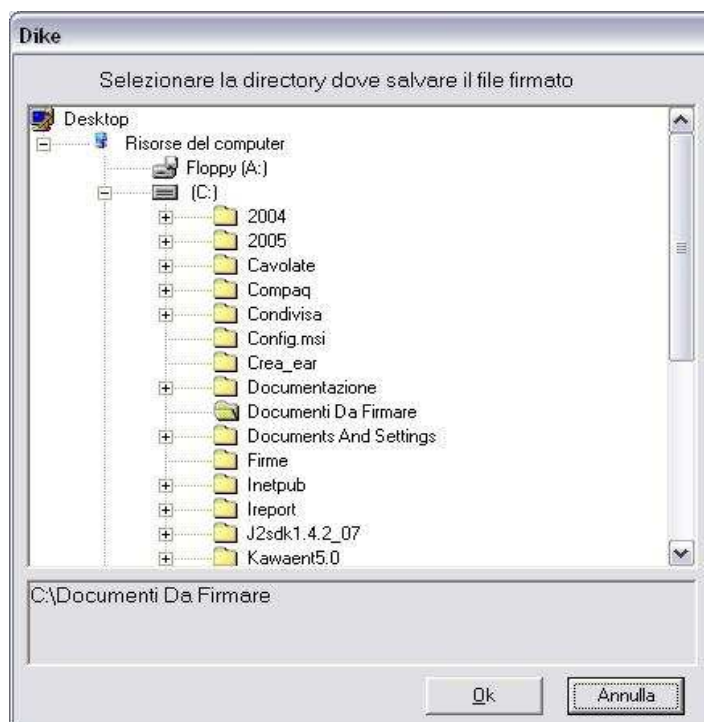 Dike
Selezionare la directory dove salvare il file firmato
Desktop
Risorse del computer
Floppy (A:)
(C:)
2004
2005
Cavolate
Compaq
Condivisa
Config.msi
Crea_ear
Documentazione
Documenti Da Firmare
Documents And Settings
Firme
Inetpub
Ireport
J2sdk1.4.2_07
Kawaent5.0
C:\Documenti Da Firmare
Ok
Annulla